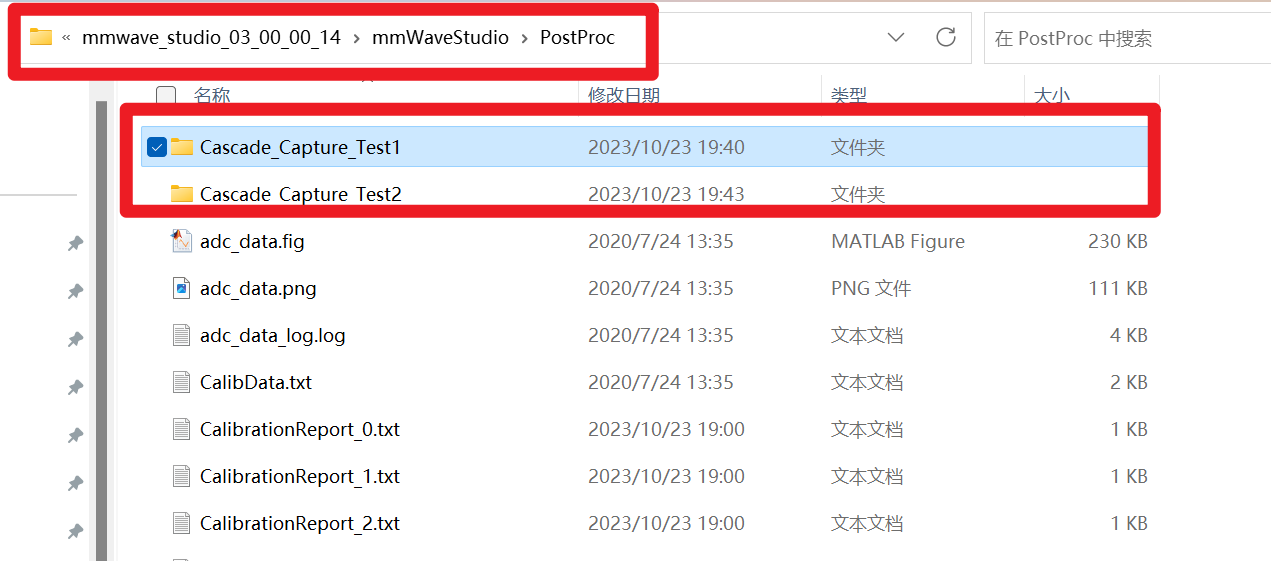 « mmwave_studio_03_00_00_14 › mmWaveStudio › PostProc 在 PostProc 中搜索
名称 修改日期 类型 大小
Cascade_Capture_Test1 2023/10/23 19:40 文件夹
Cascade_Capture_Test2 2023/10/23 19:43 文件夹
adc_data.fig 2020/7/24 13:35 MATLAB Figure 230 KB
adc_data.png 2020/7/24 13:35 PNG 文件 111 KB
adc_data_log.log 2020/7/24 13:35 文本文档 4 KB
CalibData.txt 2020/7/24 13:35 文本文档 2 KB
CalibrationReport_0.txt 2023/10/23 19:00 文本文档 1 KB
CalibrationReport_1.txt 2023/10/23 19:00 文本文档 1 KB
CalibrationReport_2.txt 2023/10/23 19:00 文本文档 1 KB